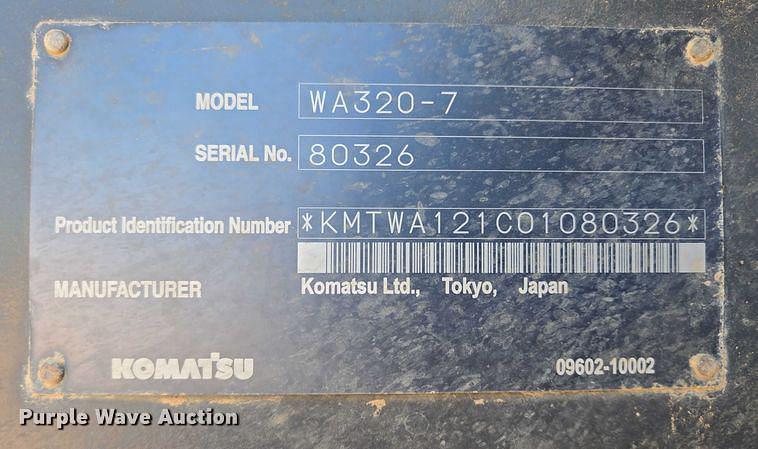 MODEL WA320-7
SERIAL No. 80326
Product Identification Number *KMTWA121C01080326*
MANUFACTURER Komatsu Ltd., Tokyo, Japan
KOMATSU 09602-10002
Purple Wave Auction